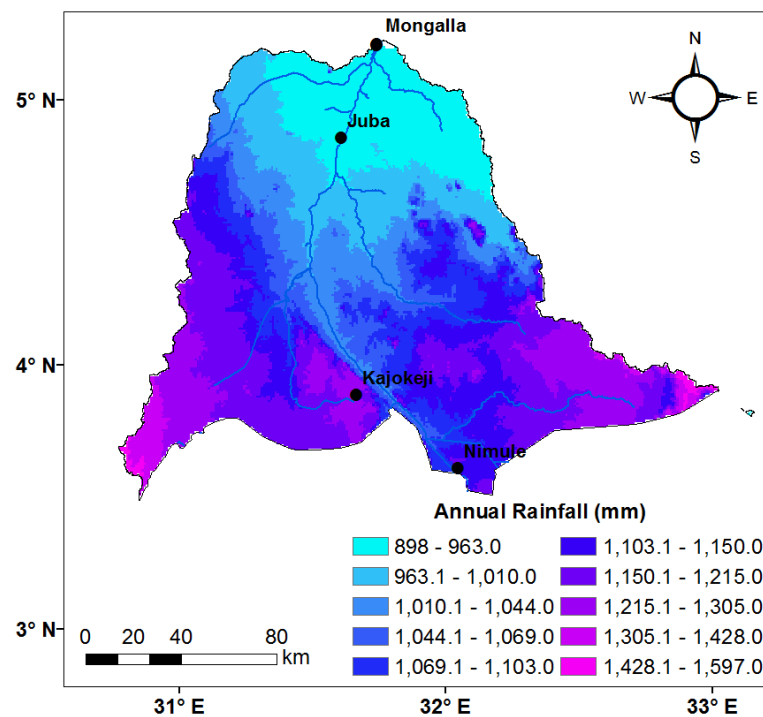 Mongalla
N
W E
S
5° N
Juba
4° N
Kajokeji
Nimule
Annual Rainfall (mm)
898 - 963.0 1,103.1 - 1,150.0
963.1 - 1,010.0 1,150.1 - 1,215.0
1,010.1 - 1,044.0 1,215.1 - 1,305.0
1,044.1 - 1,069.0 1,305.1 - 1,428.0
1,069.1 - 1,103.0 1,428.1 - 1,597.0
3° N
0 20 40 80
km
31° E 32° E 33° E